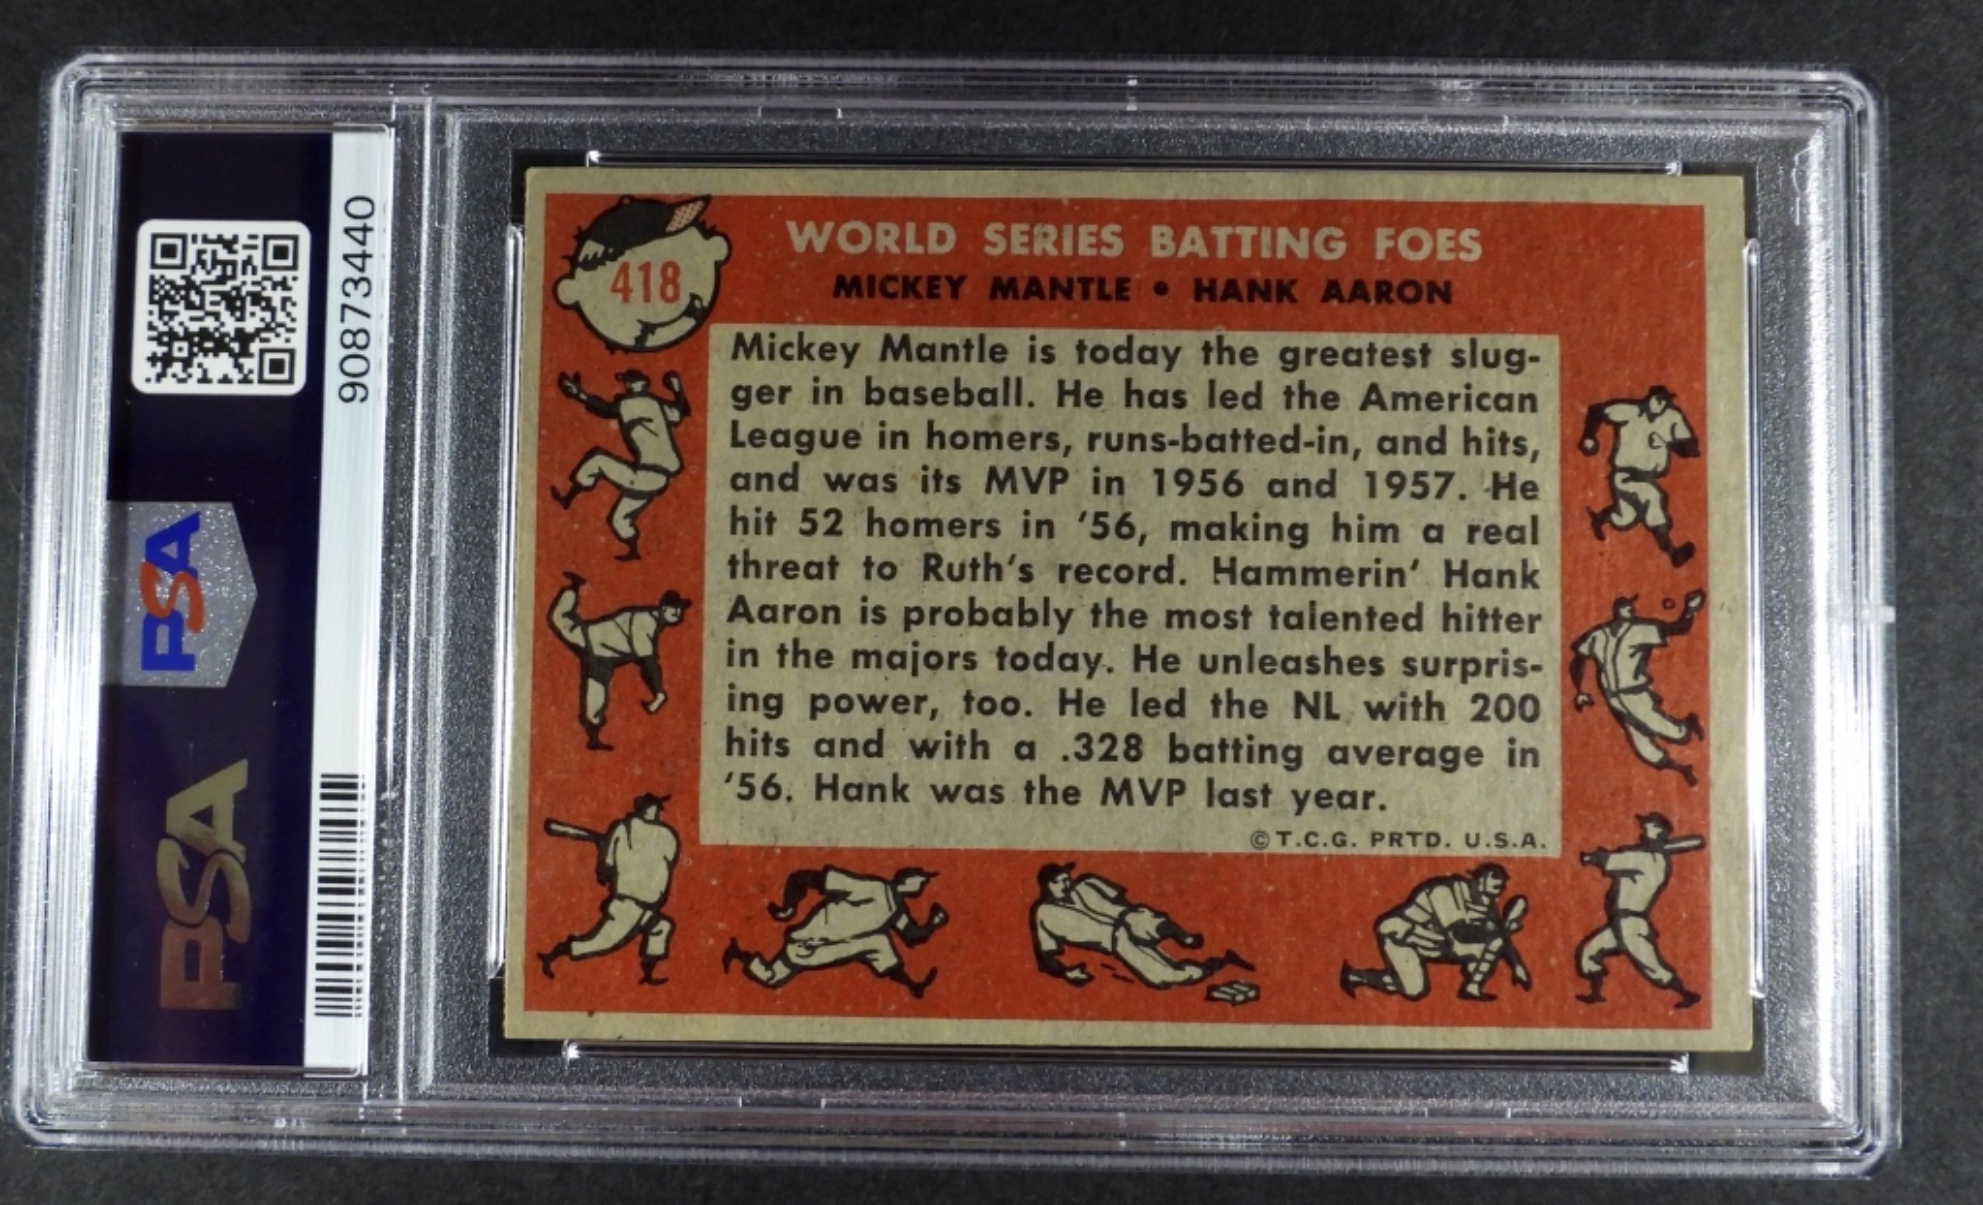 90873440
PSA
PSA
418
WORLD SERIES BATTING FOES
MICKEY MANTLE • HANK AARON
Mickey Mantle is today the greatest slug-
ger in baseball. He has led the American
League in homers, runs-batted-in, and hits,
and was its MVP in 1956 and 1957. He
hit 52 homers in '56, making him a real
threat to Ruth's record. Hammerin' Hank
Aaron is probably the most talented hitter
in the majors today. He unleashes surpris-
ing power, too. He led the NL with 200
hits and with a .328 batting average in
'56. Hank was the MVP last year.
© T.C.G. PRTD. U.S.A.